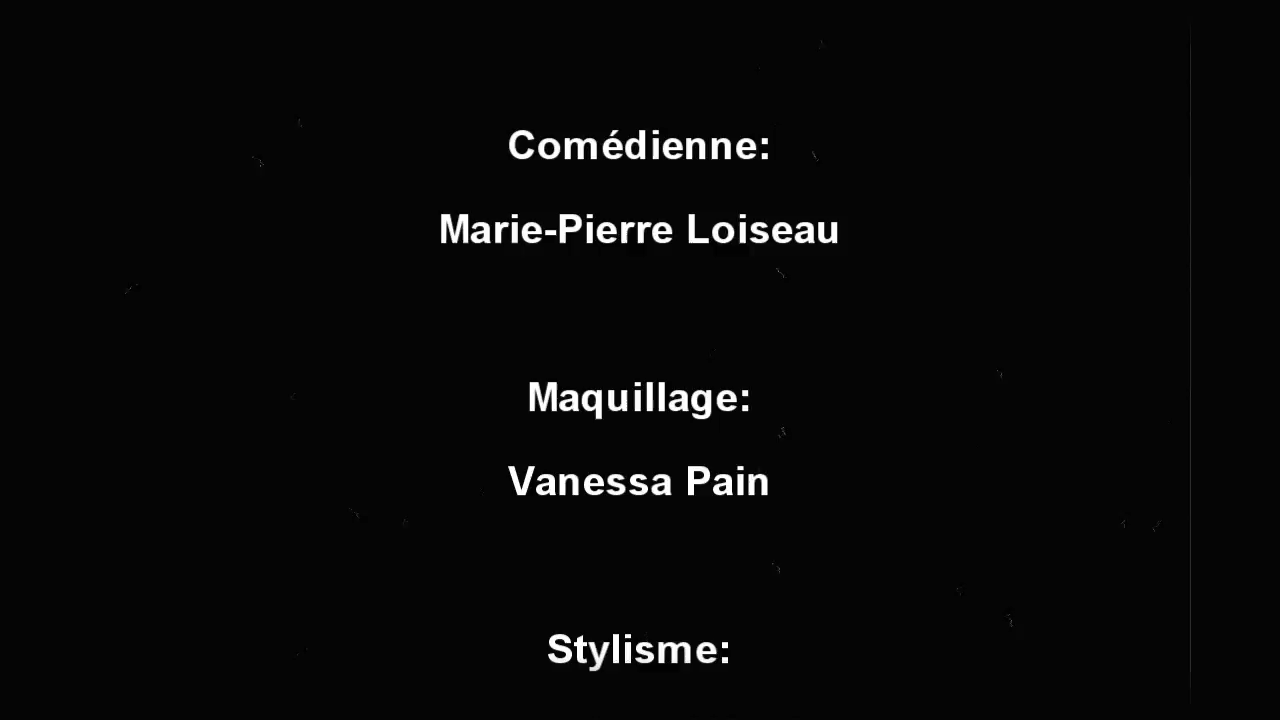 Comédienne:
Marie-Pierre Loiseau
Maquillage:
Vanessa Pain
Stylisme: